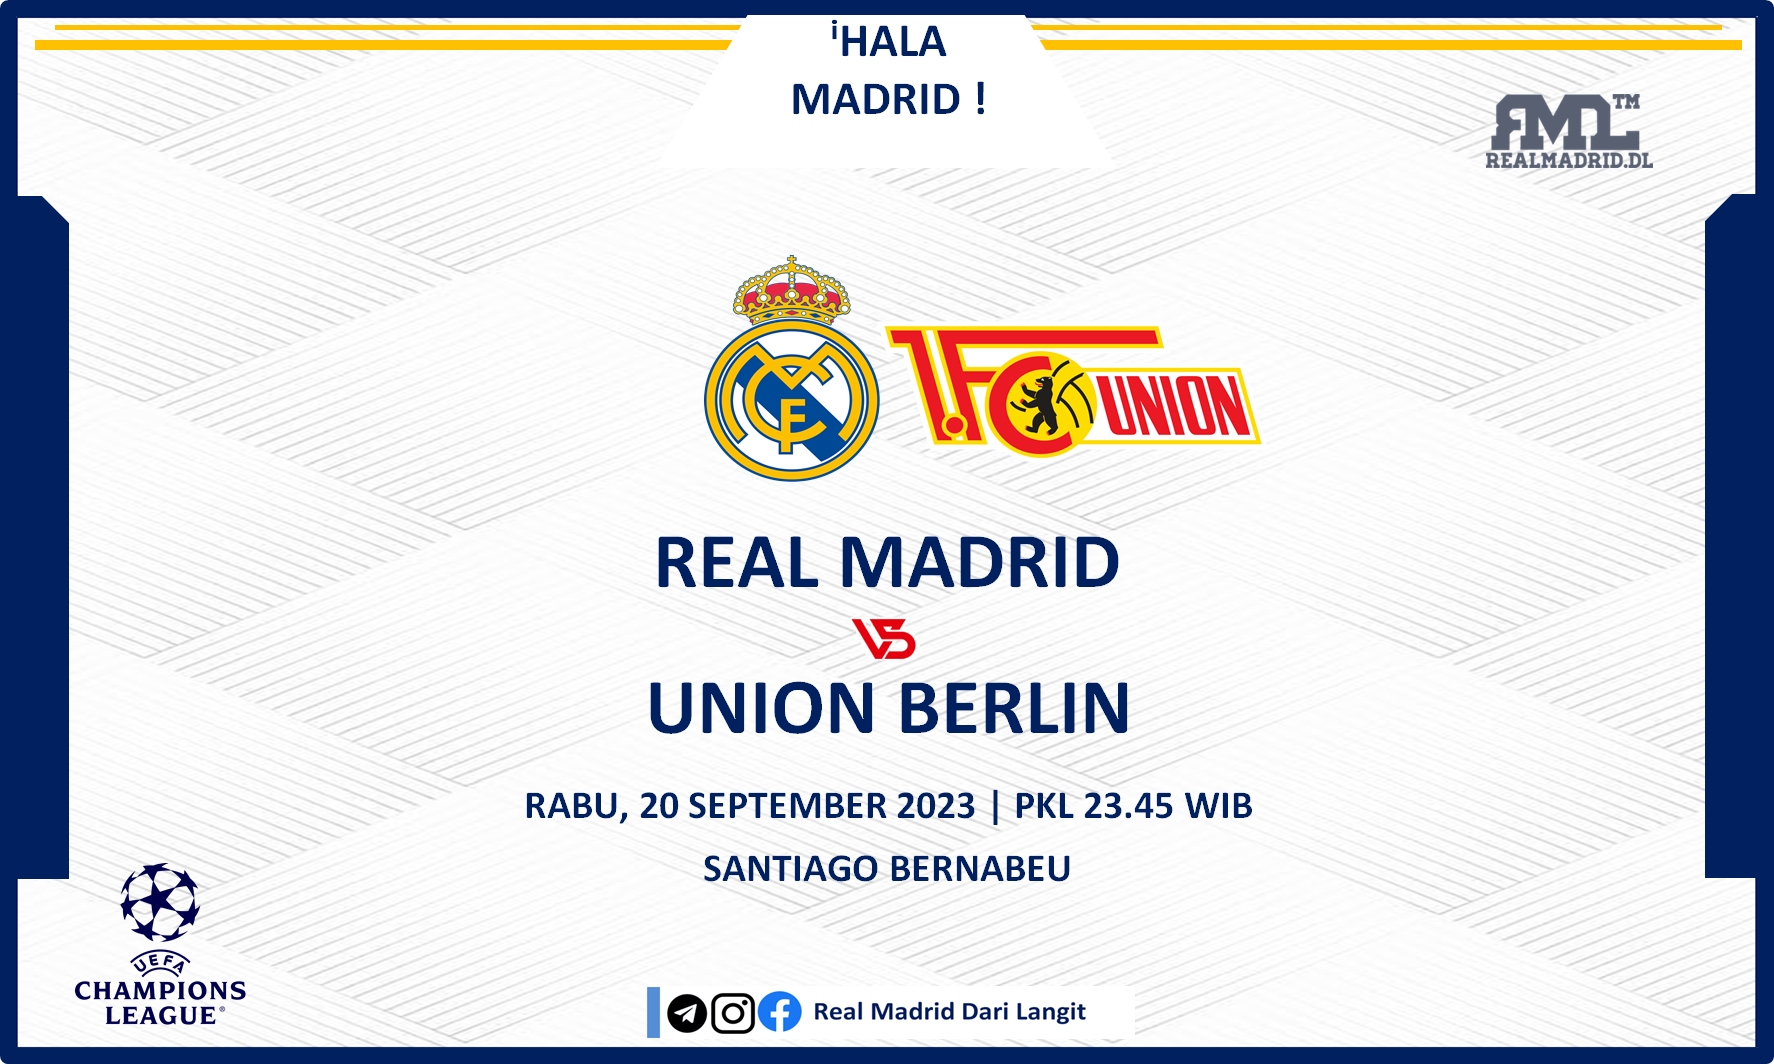 ¡HALA
MADRID !
RML™
REALMADRID.DL
1.FC UNION
REAL MADRID
VS
UNION BERLIN
RABU, 20 SEPTEMBER 2023 | PKL 23.45 WIB
SANTIAGO BERNABEU
UEFA
CHAMPIONS
LEAGUE®
Real Madrid Dari Langit